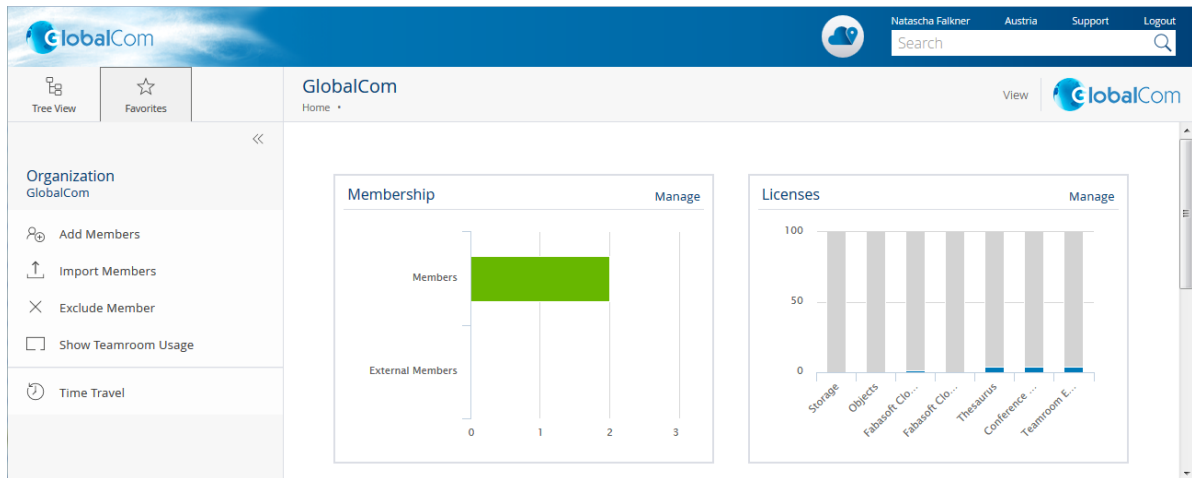 GlobalCom
Natascha Falkner Austria Support Logout
Search
Tree View
Favorites
GlobalCom
Home
View
GlobalCom
Organization
GlobalCom
Add Members
Import Members
Exclude Member
Show Teamroom Usage
Time Travel
Membership
Manage
Members
External Members
0 1 2 3
Licenses
Manage
100
50
0
Storage
Objects
Fabasoft Clo...
Fabasoft Clo...
Thesaurus
Conference ...
Teamroom E...